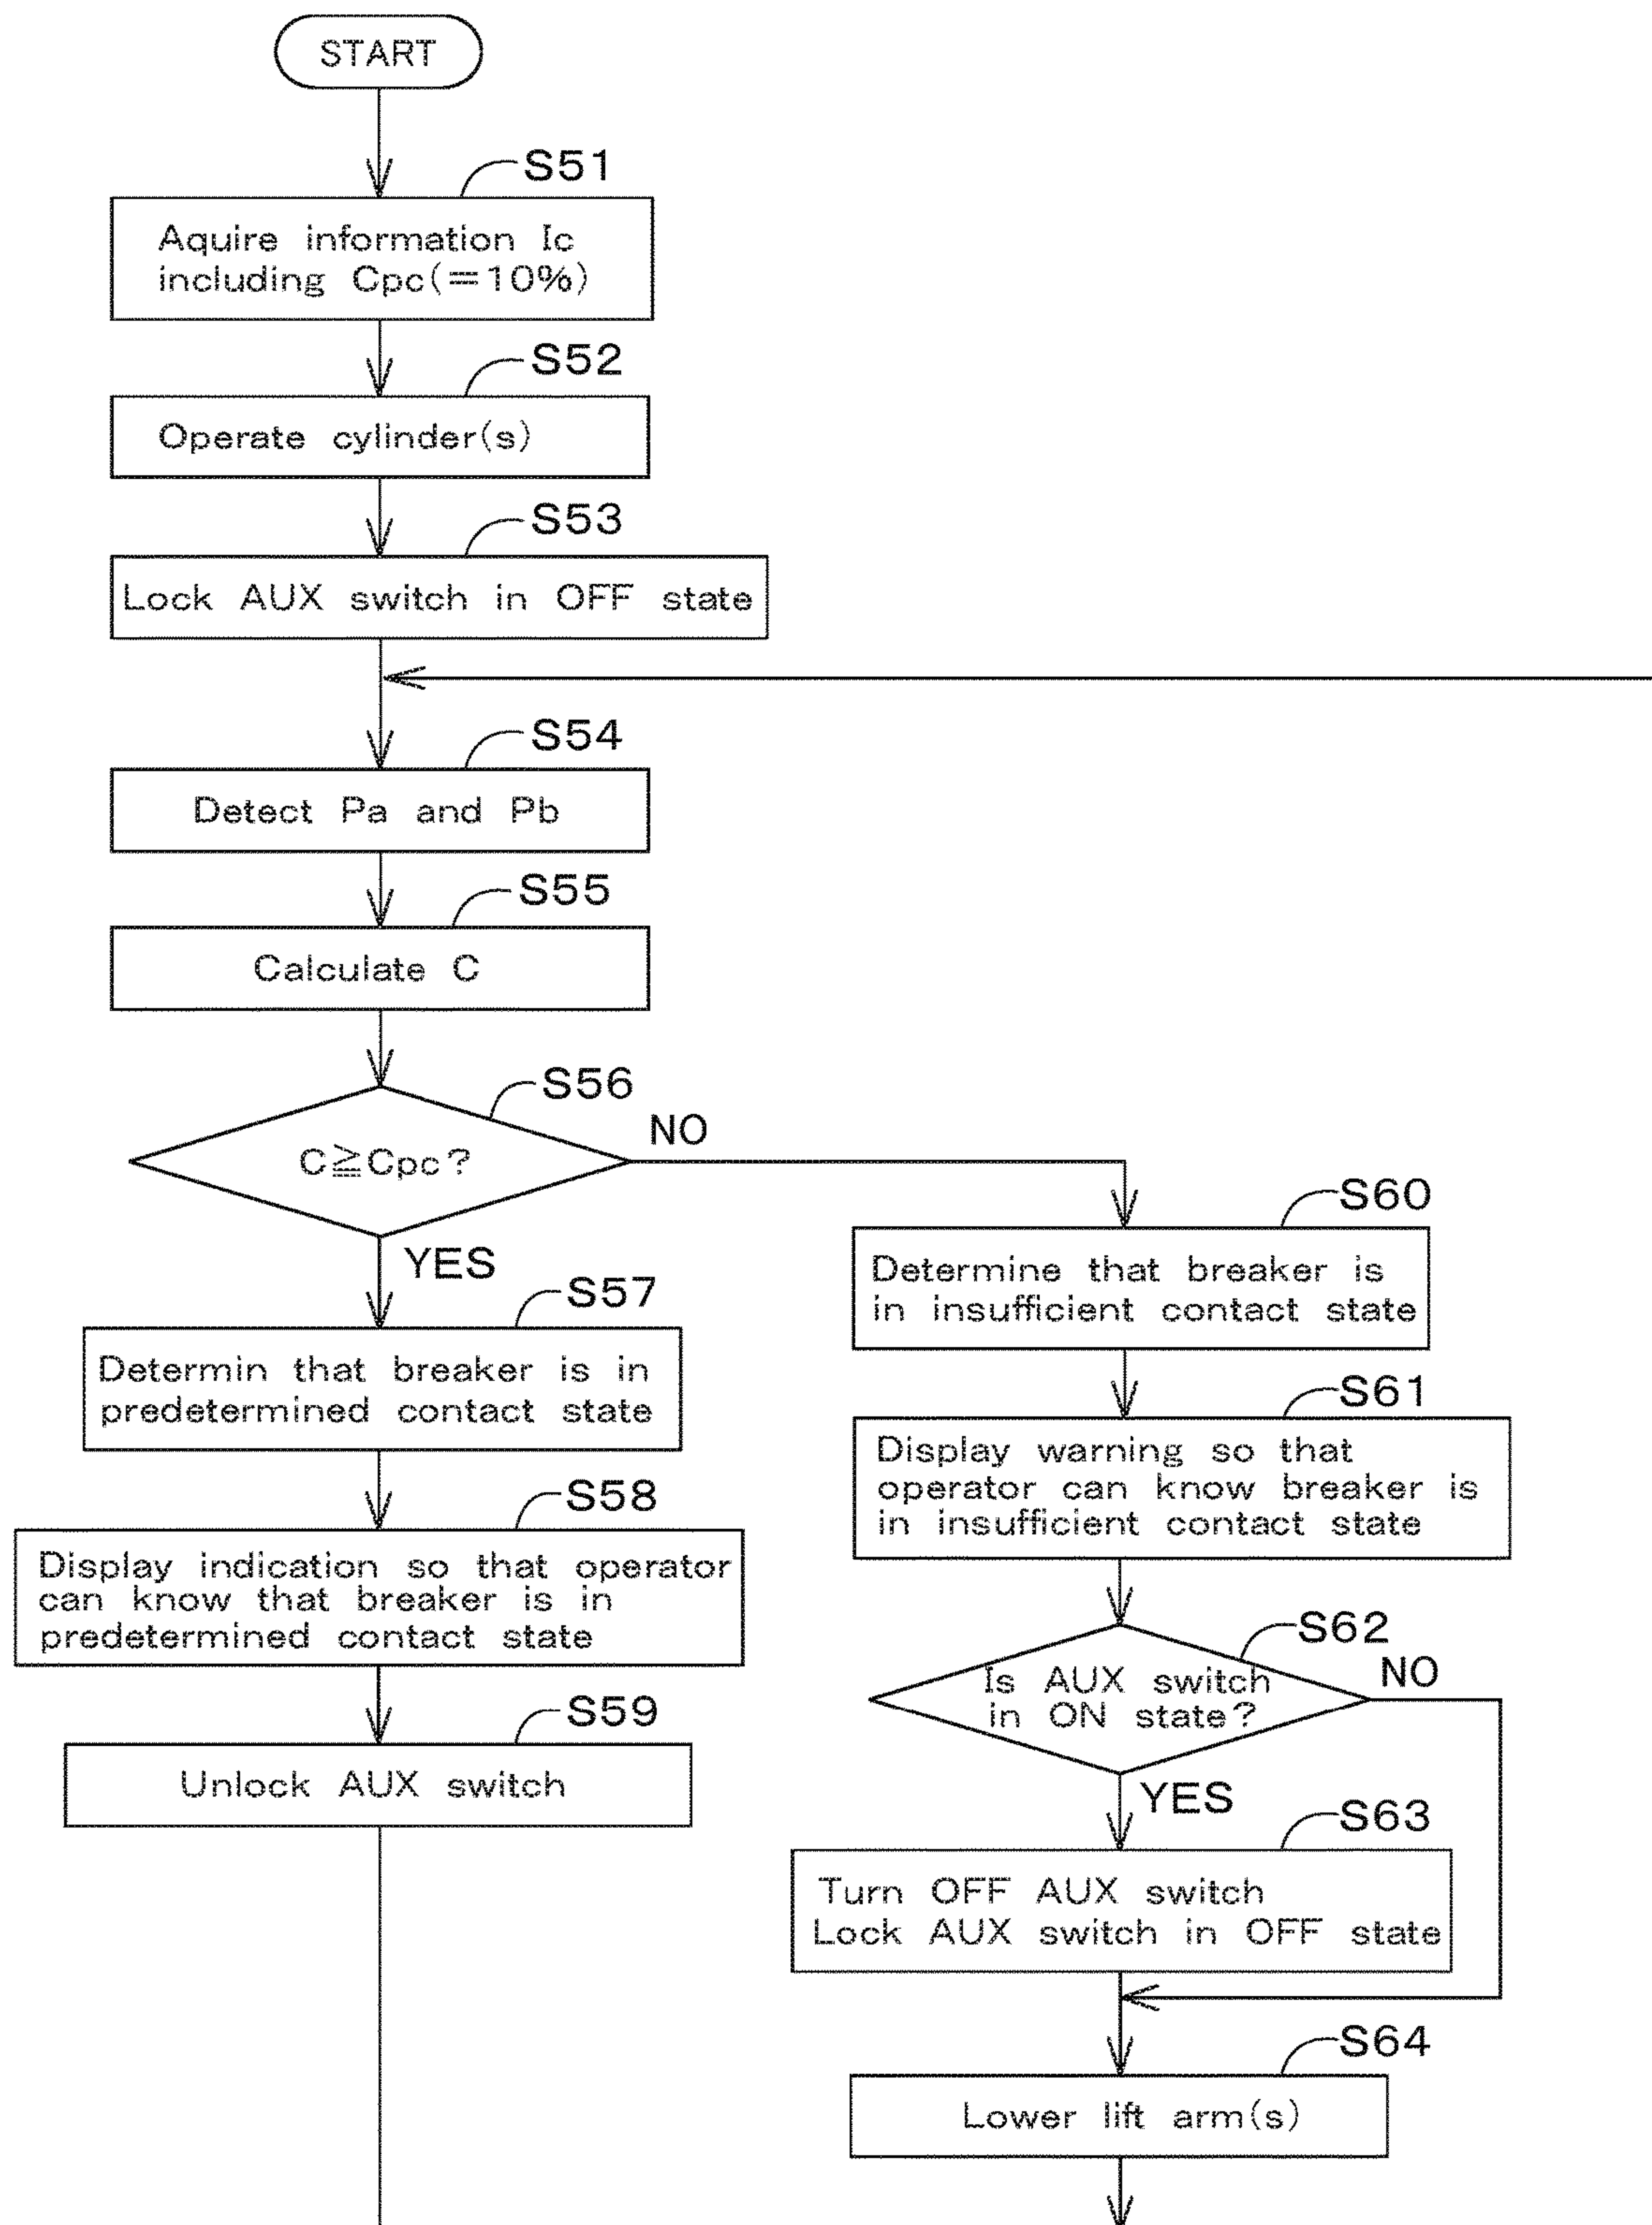 START
S51
Aquire information Ic
including Cpc(=10%)
S52
Operate cylinder(s)
S53
Lock AUX switch in OFF state
S54
Detect Pa and Pb
S55
Calculate C
S56
C≧Cpc?
NO
YES
S57
Determin that breaker is in
predetermined contact state
S58
Display indication so that operator
can know that breaker is in
predetermined contact state
S59
Unlock AUX switch
S60
Determine that breaker is
in insufficient contact state
S61
Display warning so that
operator can know breaker is
in insufficient contact state
S62
Is AUX switch
in ON state?
NO
YES
S63
Turn OFF AUX switch
Lock AUX switch in OFF state
S64
Lower lift arm(s)